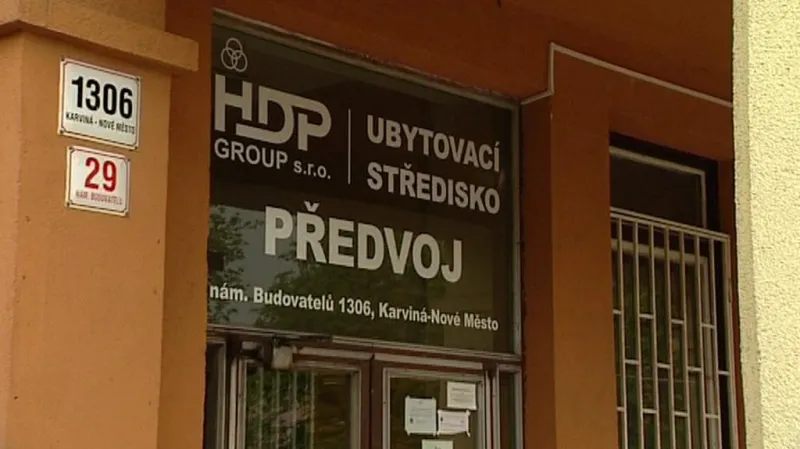 1306
KARVINÁ - NOVÉ MĚSTO
29
NÁM. BUDOVATELŮ
HDP
GROUP s.r.o.
UBYTOVACÍ
STŘEDISKO
PŘEDVOJ
nám. Budovatelů 1306, Karviná-Nové Město